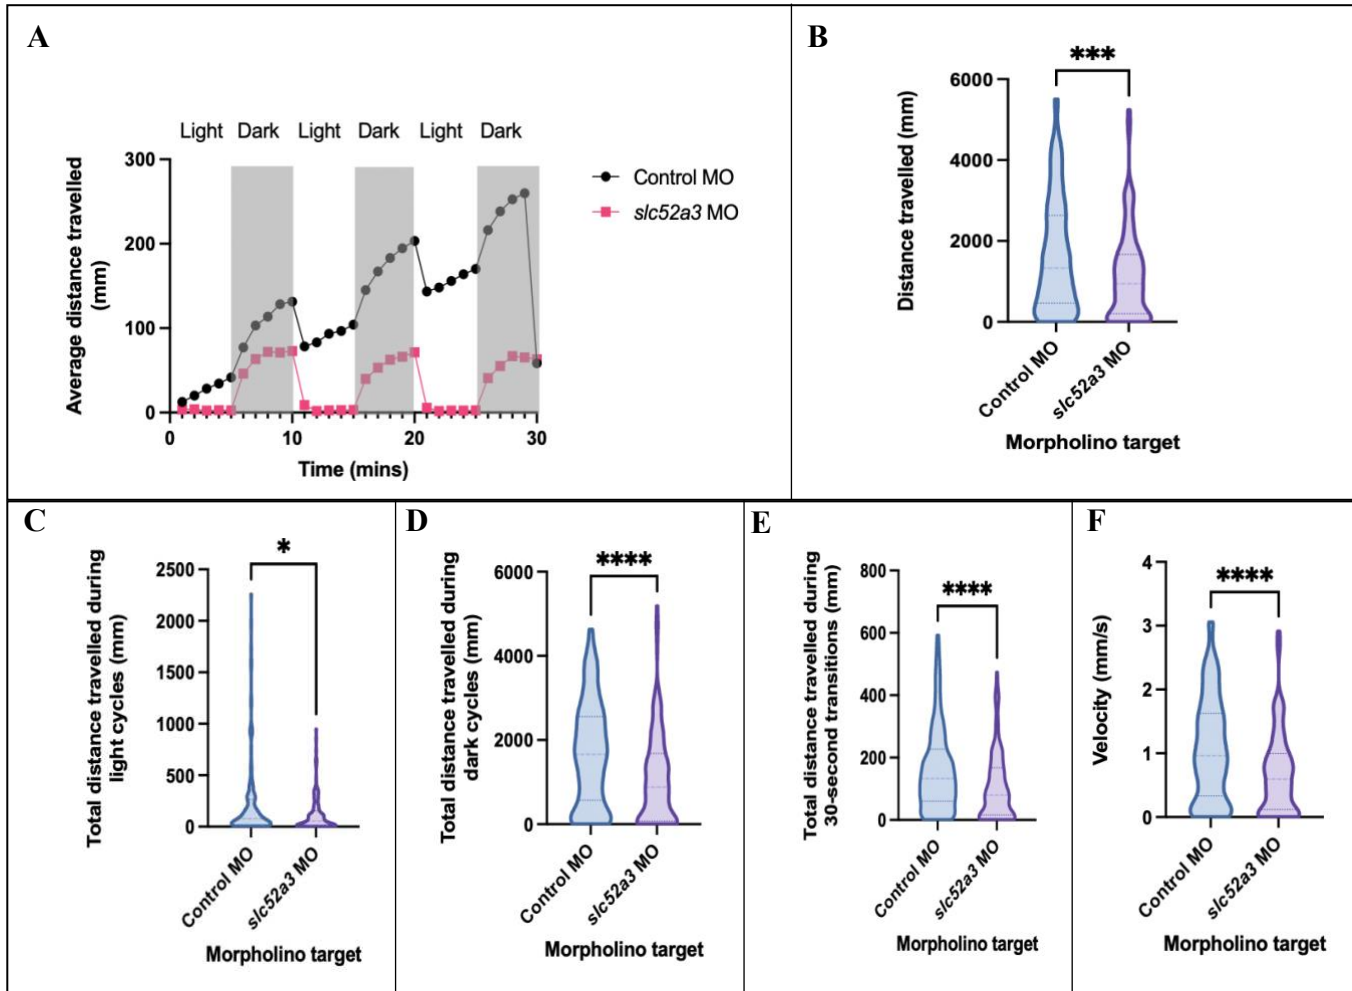 A
Light Dark Light Dark Light Dark
300
200
100
0
0 10 20 30
Average distance travelled
(mm)
Time (mins)
Control MO
slc52a3 MO
B
***
6000
4000
2000
0
Distance travelled (mm)
Control MO
slc52a3 MO
Morpholino target
C
*
2500
2000
1500
1000
500
0
Total distance travelled during
light cycles (mm)
Control MO
slc52a3 MO
Morpholino target
D
****
6000
4000
2000
0
Total distance travelled during
dark cycles (mm)
Control MO
slc52a3 MO
Morpholino target
E
****
800
600
400
200
0
Total distance travelled during
30-second transitions (mm)
Control MO
slc52a3 MO
Morpholino target
F
****
4
3
2
1
0
Velocity (mm/s)
Control MO
slc52a3 MO
Morpholino target